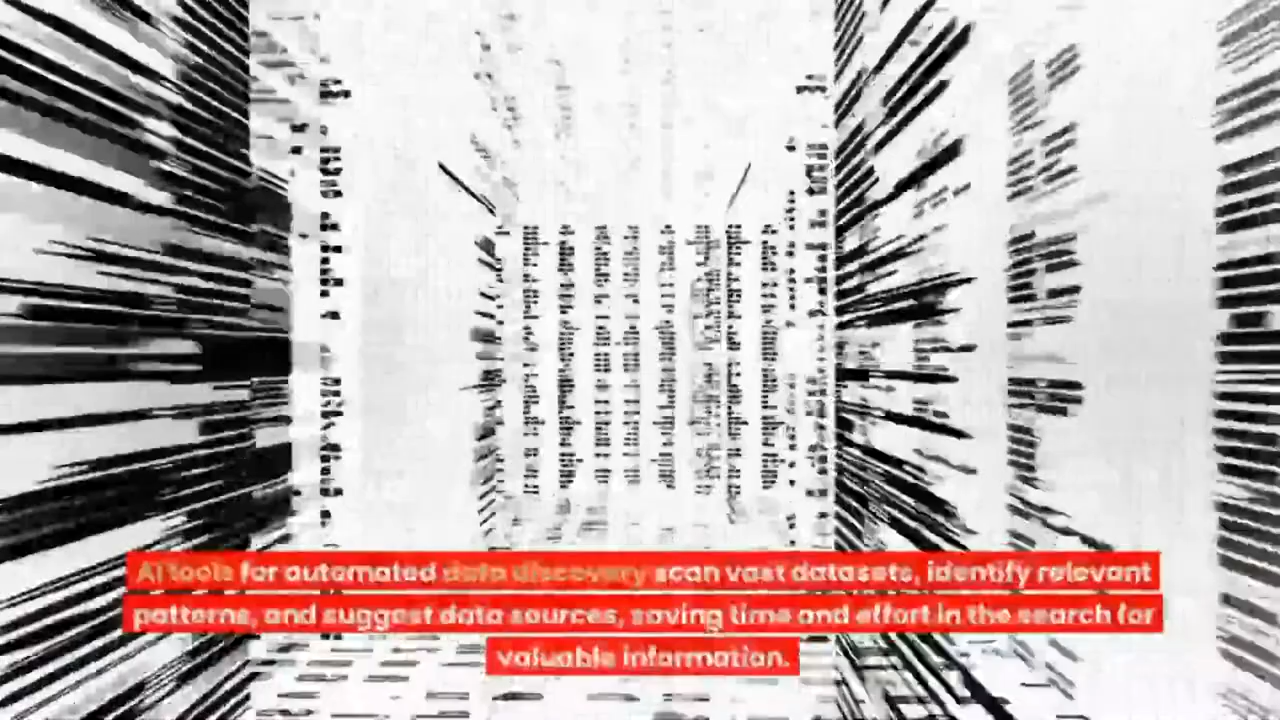 AI tools for automated data discovery scan vast datasets, identify relevant
patterns, and suggest data sources, saving time and effort in the search for
valuable information.